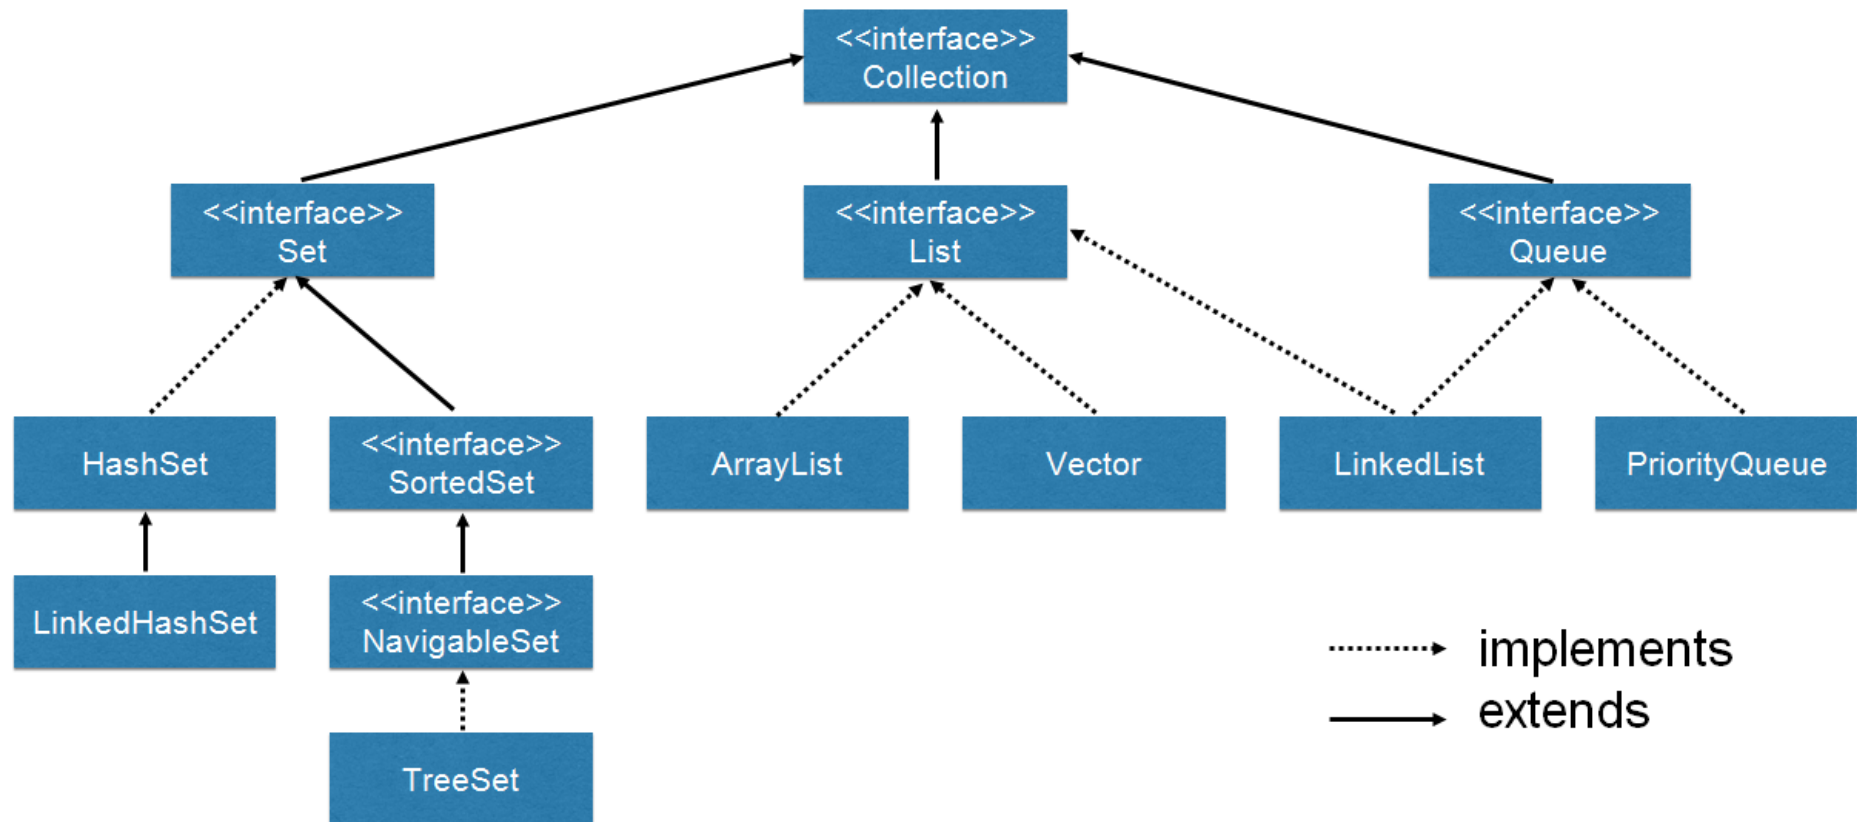 <<interface>>
Collection
<<interface>>
Set
<<interface>>
List
<<interface>>
Queue
HashSet
<<interface>>
SortedSet
ArrayList
Vector
LinkedList
PriorityQueue
LinkedHashSet
<<interface>>
NavigableSet
TreeSet
implements
extends